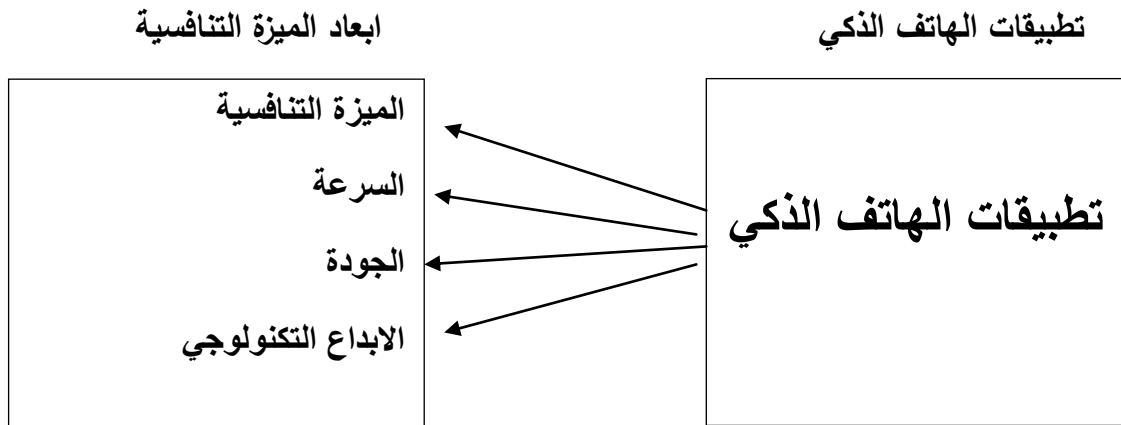 تطبيقات الهاتف الذكي
ابعاد الميزة التنافسية
تطبيقات الهاتف الذكي
الميزة التنافسية
السرعة
الجودة
الابداع التكنولوجي